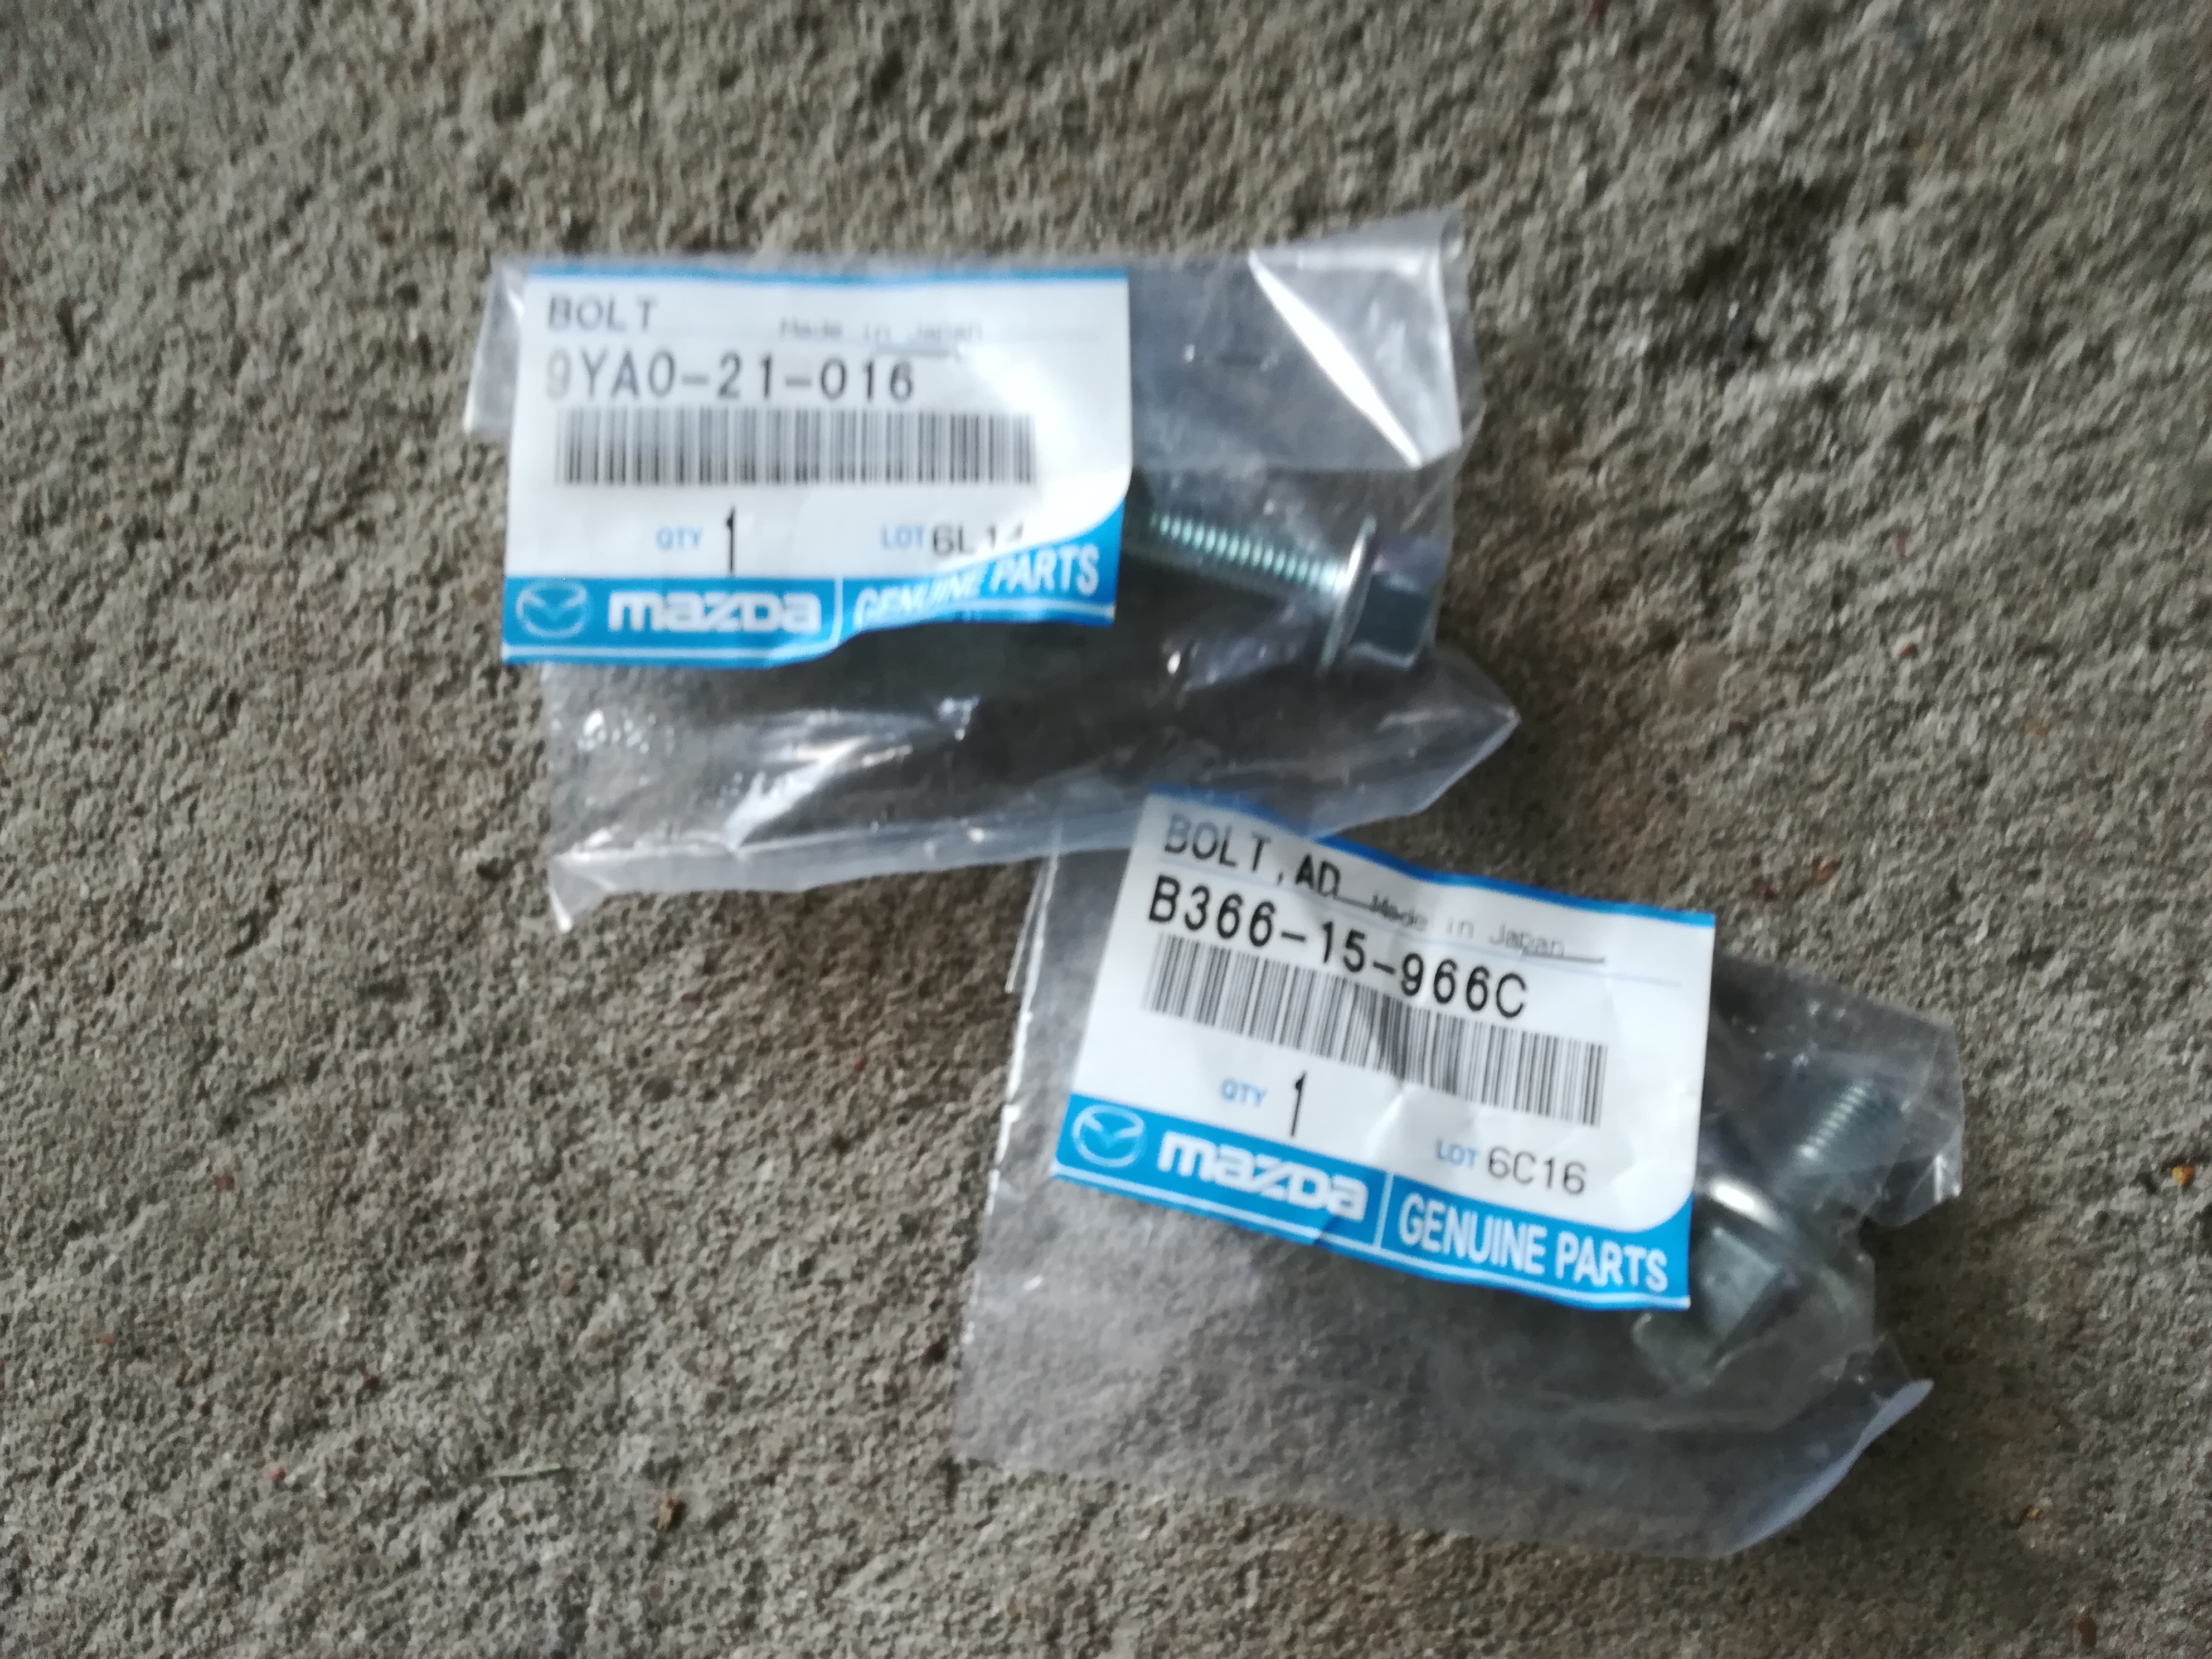 BOLT
Made in Japan
9YA0-21-016
QTY 1
LOT 6L14
mazda GENUINE PARTS
BOLT, AD
Made in Japan
B366-15-966C
QTY 1
LOT 6C16
mazda GENUINE PARTS